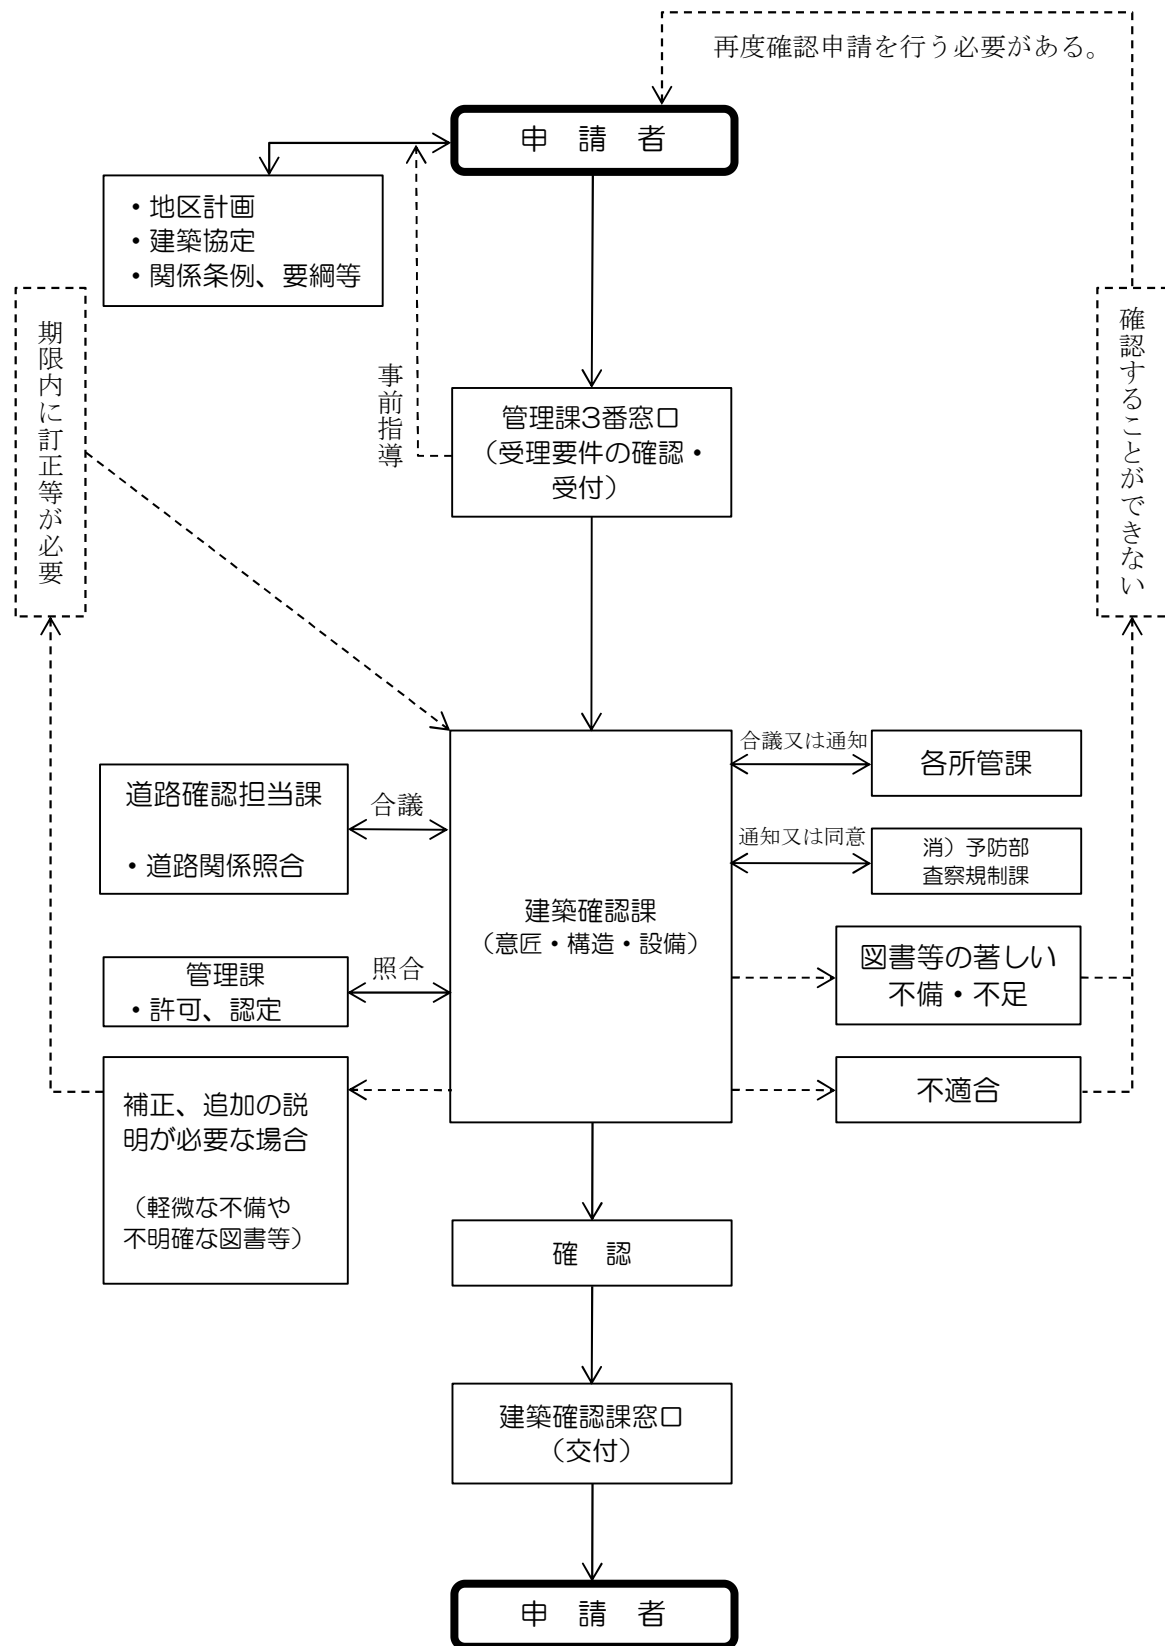 再度確認申請を行う必要がある。
申　請　者
・地区計画
・建築協定
・関係条例、要綱等
期限内に訂正等が必要
事前指導
確認することができない
管理課3番窓口
（受理要件の確認・
受付）
合議又は通知
各所管課
道路確認担当課
・道路関係照合
合議
通知又は同意
消）予防部
査察規制課
建築確認課
（意匠・構造・設備）
管理課
・許可、認定
照合
図書等の著しい
不備・不足
補正、追加の説
明が必要な場合
（軽微な不備や
不明確な図書等）
不適合
確　認
建築確認課窓口
（交付）
申　請　者